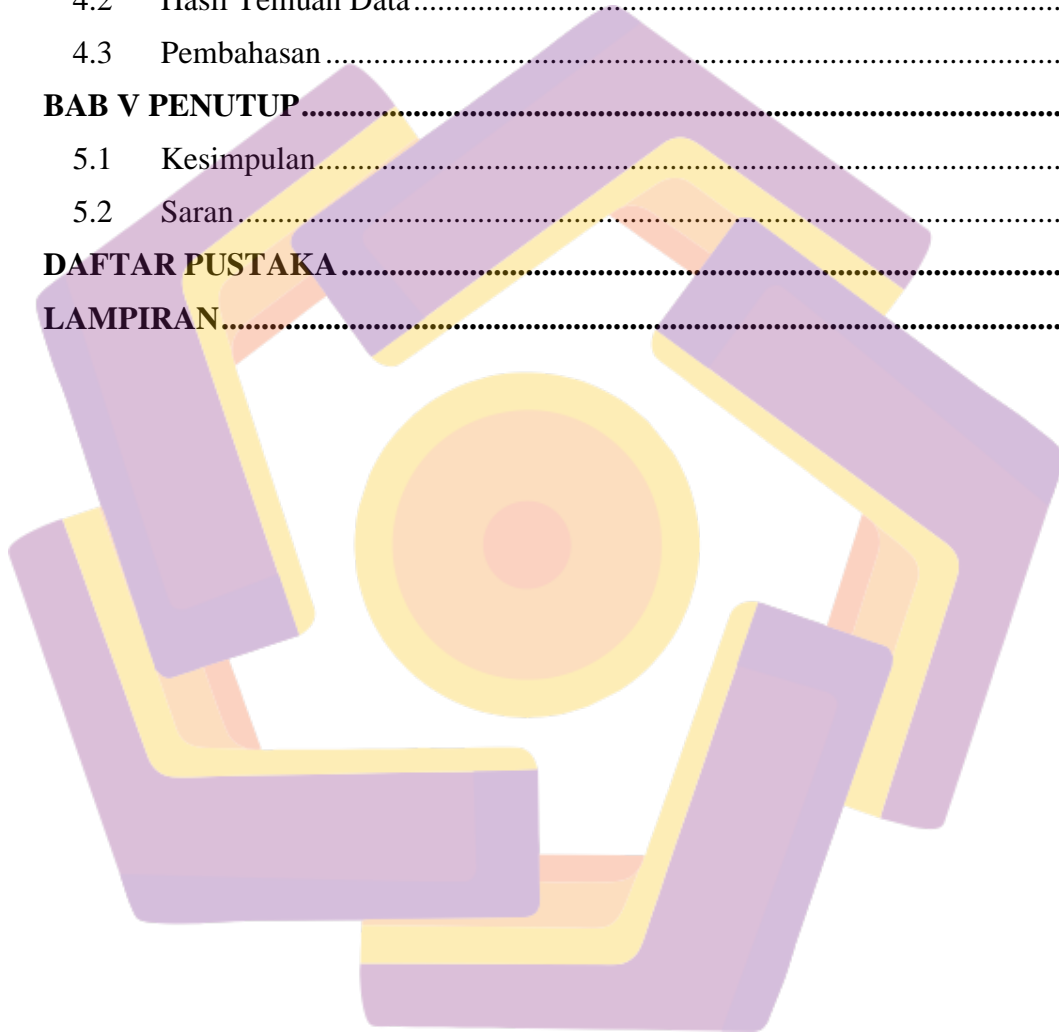 4.2 Hasil Temuan Data........................................................................
4.3 Pembahasan..................................................................................
BAB V PENUTUP..................................................................................
5.1 Kesimpulan...................................................................................
5.2 Saran............................................................................................
DAFTAR PUSTAKA.............................................................................
LAMPIRAN............................................................................................